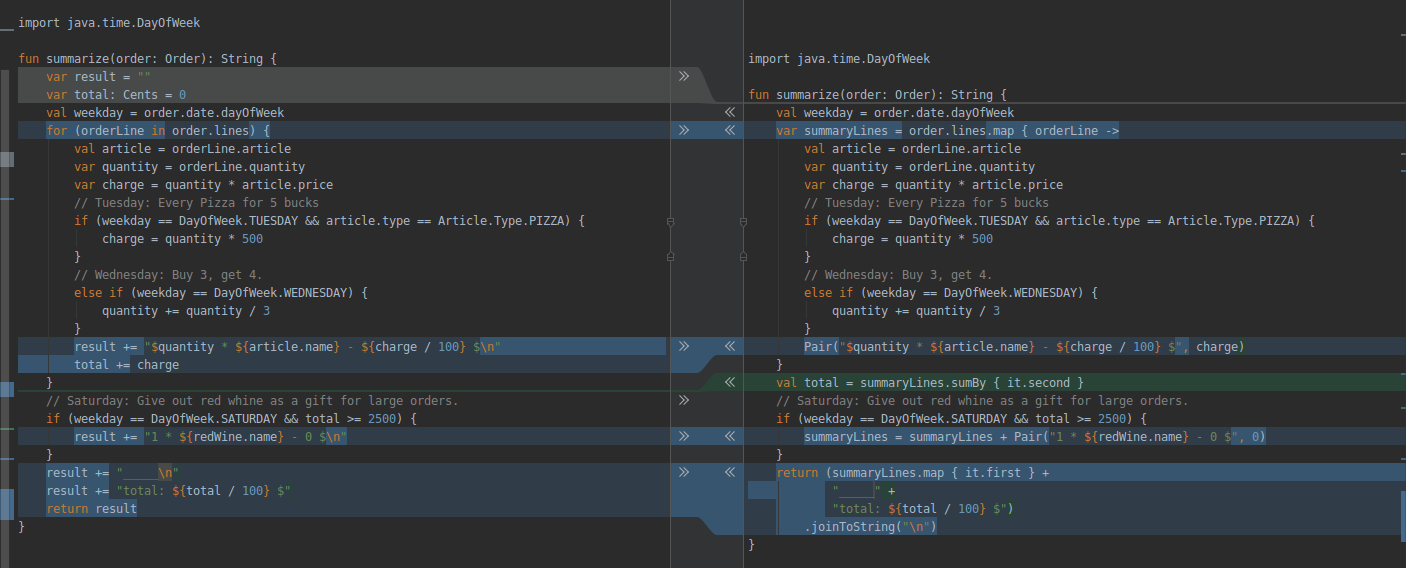 import java.time.DayOfWeek
fun summarize(order: Order): String {
    var result = ""
    var total: Cents = 0
    val weekday = order.date.dayOfWeek
    for (orderLine in order.lines) {
        val article = orderLine.article
        var quantity = orderLine.quantity
        var charge = quantity * article.price
        // Tuesday: Every Pizza for 5 bucks
        if (weekday == DayOfWeek.TUESDAY && article.type == Article.Type.PIZZA) {
            charge = quantity * 500
        }
        // Wednesday: Buy 3, get 4.
        else if (weekday == DayOfWeek.WEDNESDAY) {
            quantity += quantity / 3
        }
        result += "$quantity * ${article.name} - ${charge / 100} $\n"
        total += charge
    }
    // Saturday: Give out red whine as a gift for large orders.
    if (weekday == DayOfWeek.SATURDAY && total >= 2500) {
        result += "1 * ${redWine.name} - 0 $\n"
    }
    result += "_____\n"
    result += "total: ${total / 100} $"
    return result
}
import java.time.DayOfWeek
fun summarize(order: Order): String {
    val weekday = order.date.dayOfWeek
    var summaryLines = order.lines.map { orderLine ->
        val article = orderLine.article
        var quantity = orderLine.quantity
        var charge = quantity * article.price
        // Tuesday: Every Pizza for 5 bucks
        if (weekday == DayOfWeek.TUESDAY && article.type == Article.Type.PIZZA) {
            charge = quantity * 500
        }
        // Wednesday: Buy 3, get 4.
        else if (weekday == DayOfWeek.WEDNESDAY) {
            quantity += quantity / 3
        }
        Pair("$quantity * ${article.name} - ${charge / 100} $", charge)
    }
    val total = summaryLines.sumBy { it.second }
    // Saturday: Give out red whine as a gift for large orders.
    if (weekday == DayOfWeek.SATURDAY && total >= 2500) {
        summaryLines = summaryLines + Pair("1 * ${redWine.name} - 0 $", 0)
    }
    return (summaryLines.map { it.first } +
            "_____" +
            "total: ${total / 100} $")
        .joinToString("\n")
}